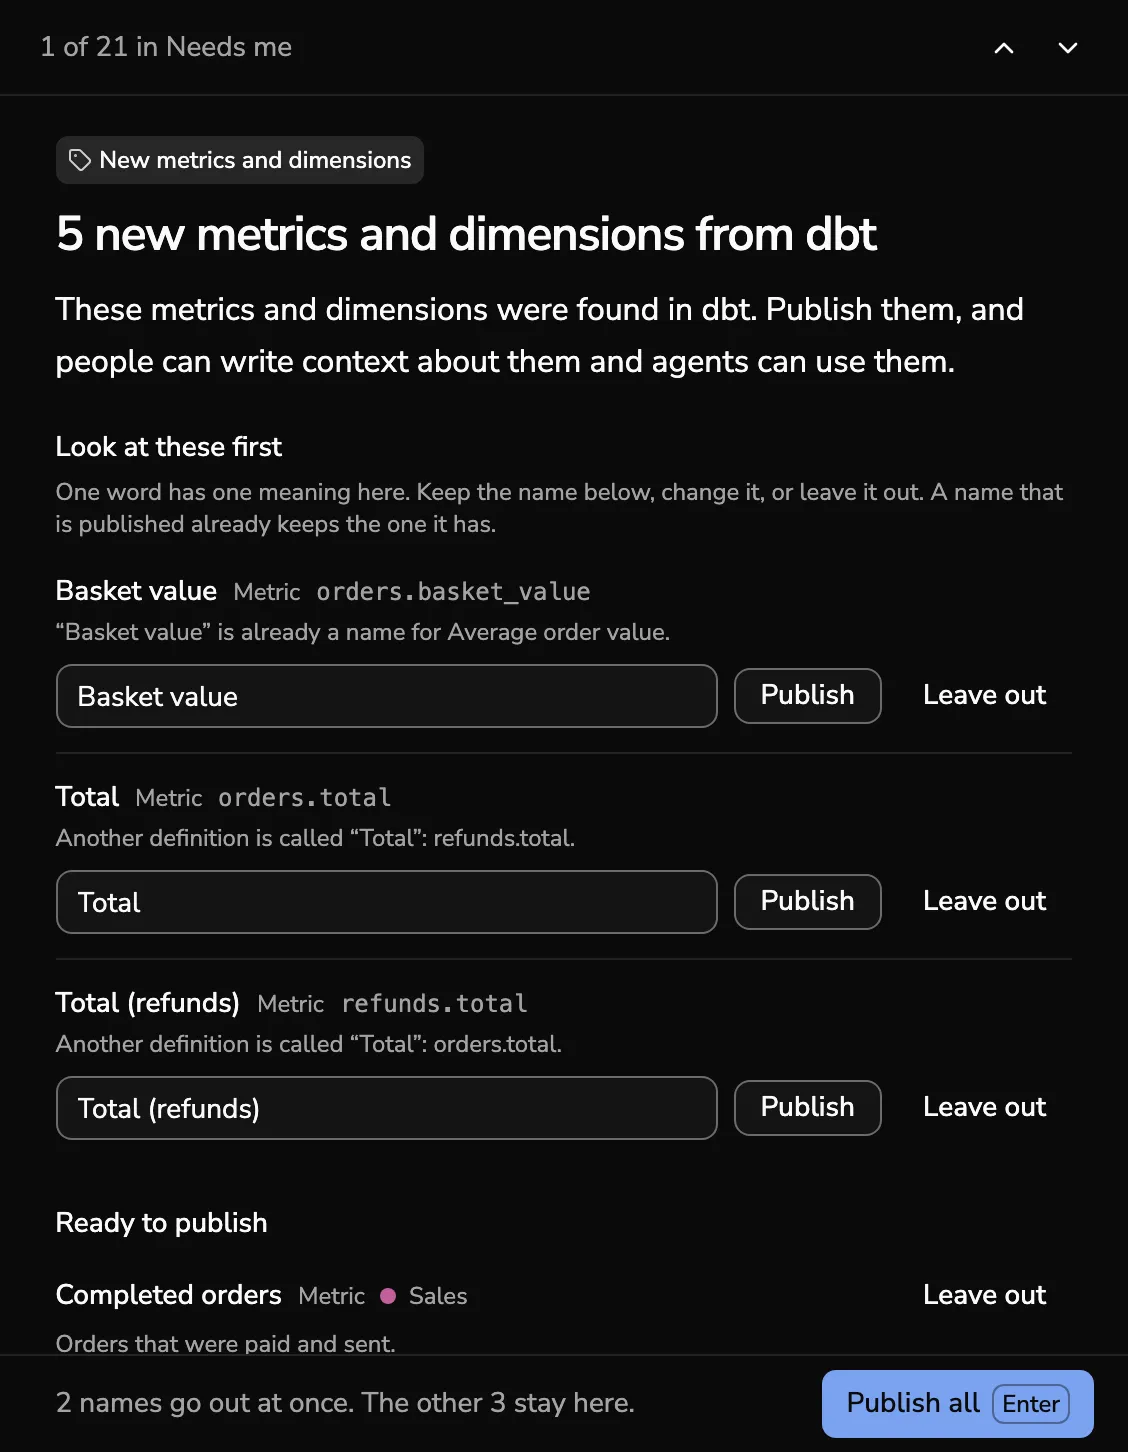 1 of 21 in Needs me
New metrics and dimensions
5 new metrics and dimensions from dbt
These metrics and dimensions were found in dbt. Publish them, and
people can write context about them and agents can use them.
Look at these first
One word has one meaning here. Keep the name below, change it, or leave it out. A name that
is published already keeps the one it has.
Basket value Metric orders.basket_value
“Basket value” is already a name for Average order value.
Basket value Publish Leave out
Total Metric orders.total
Another definition is called “Total”: refunds.total.
Total Publish Leave out
Total (refunds) Metric refunds.total
Another definition is called “Total”: orders.total.
Total (refunds) Publish Leave out
Ready to publish
Completed orders Metric Sales Leave out
Orders that were paid and sent.
2 names go out at once. The other 3 stay here. Publish all Enter